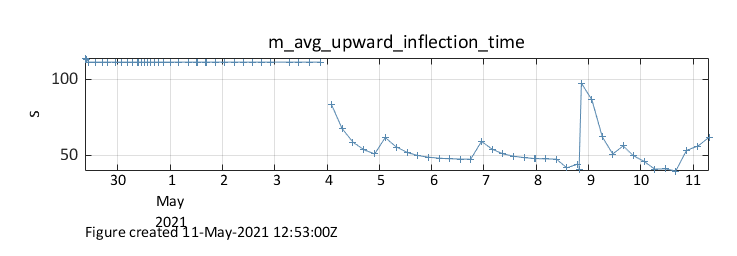 m_avg_upward_inflection_time
100
50
s
30 1 2 3 4 5 6 7 8 9 10 11
May
2021
Figure created 11-May-2021 12:53:00Z